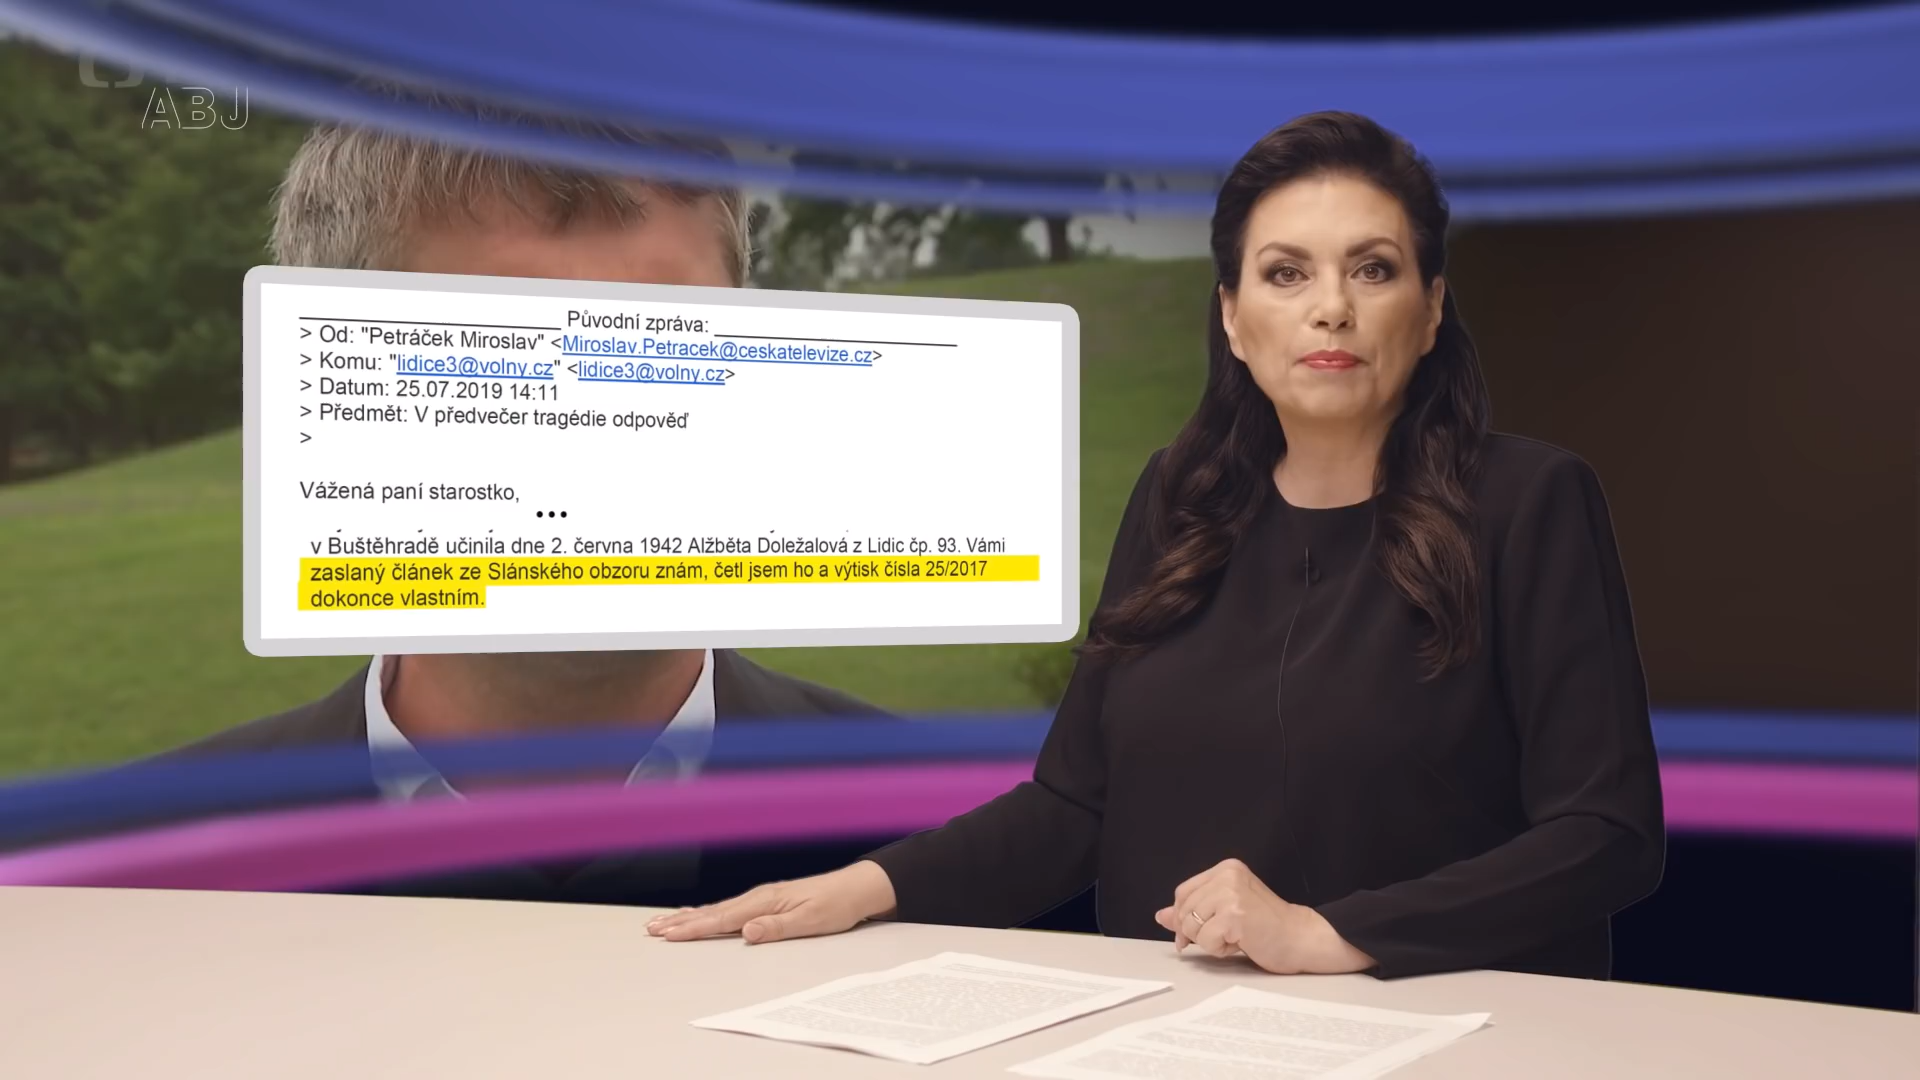 ABJ
Původní zpráva:
> Od: "Petráček Miroslav" <Miroslav.Petracek@ceskatelevize.cz>
> Komu: "lidice3@volny.cz" <lidice3@volny.cz>
> Datum: 25.07.2019 14:11
> Předmět: V předvečer tragédie odpověď
>
Vážená paní starostko,
...
v Buštěhradě učinila dne 2. června 1942 Alžběta Doležalová z Lidic čp. 93. Vámi
zaslaný článek ze Slánského obzoru znám, četl jsem ho a výtisk čísla 25/2017
dokonce vlastním.